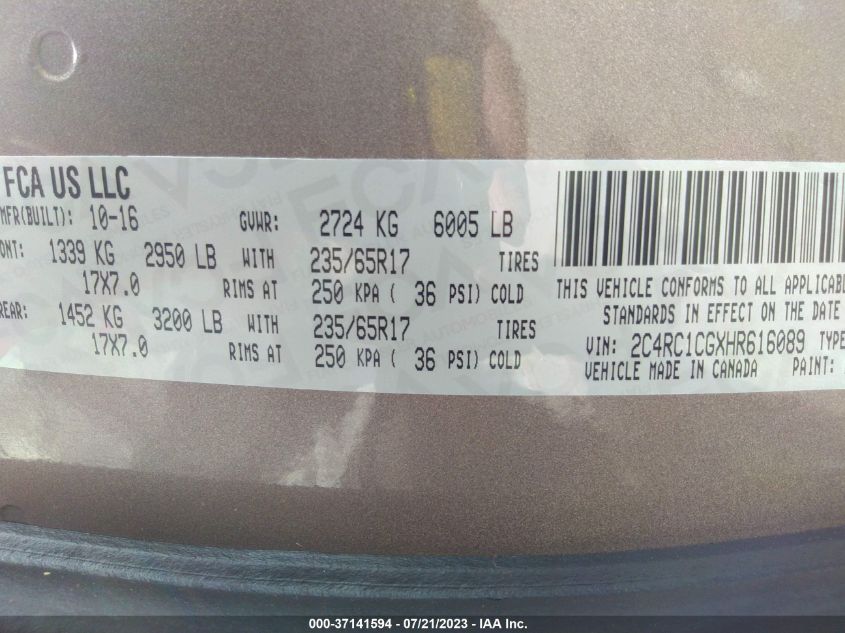 FCA US LLC
MFR(BUILT): 10-16 GVWR: 2724 KG 6005 LB
ONT: 1339 KG 2950 LB WITH 235/65R17 TIRES
17X7.0 RIMS AT 250 KPA ( 36 PSI) COLD
REAR: 1452 KG 3200 LB WITH 235/65R17 TIRES
17X7.0 RIMS AT 250 KPA ( 36 PSI) COLD
THIS VEHICLE CONFORMS TO ALL APPLICABLE
STANDARDS IN EFFECT ON THE DATE
VIN: 2C4RC1CGXHR616089 TYPE
VEHICLE MADE IN CANADA PAINT:
000-37141594 - 07/21/2023 - IAA Inc.